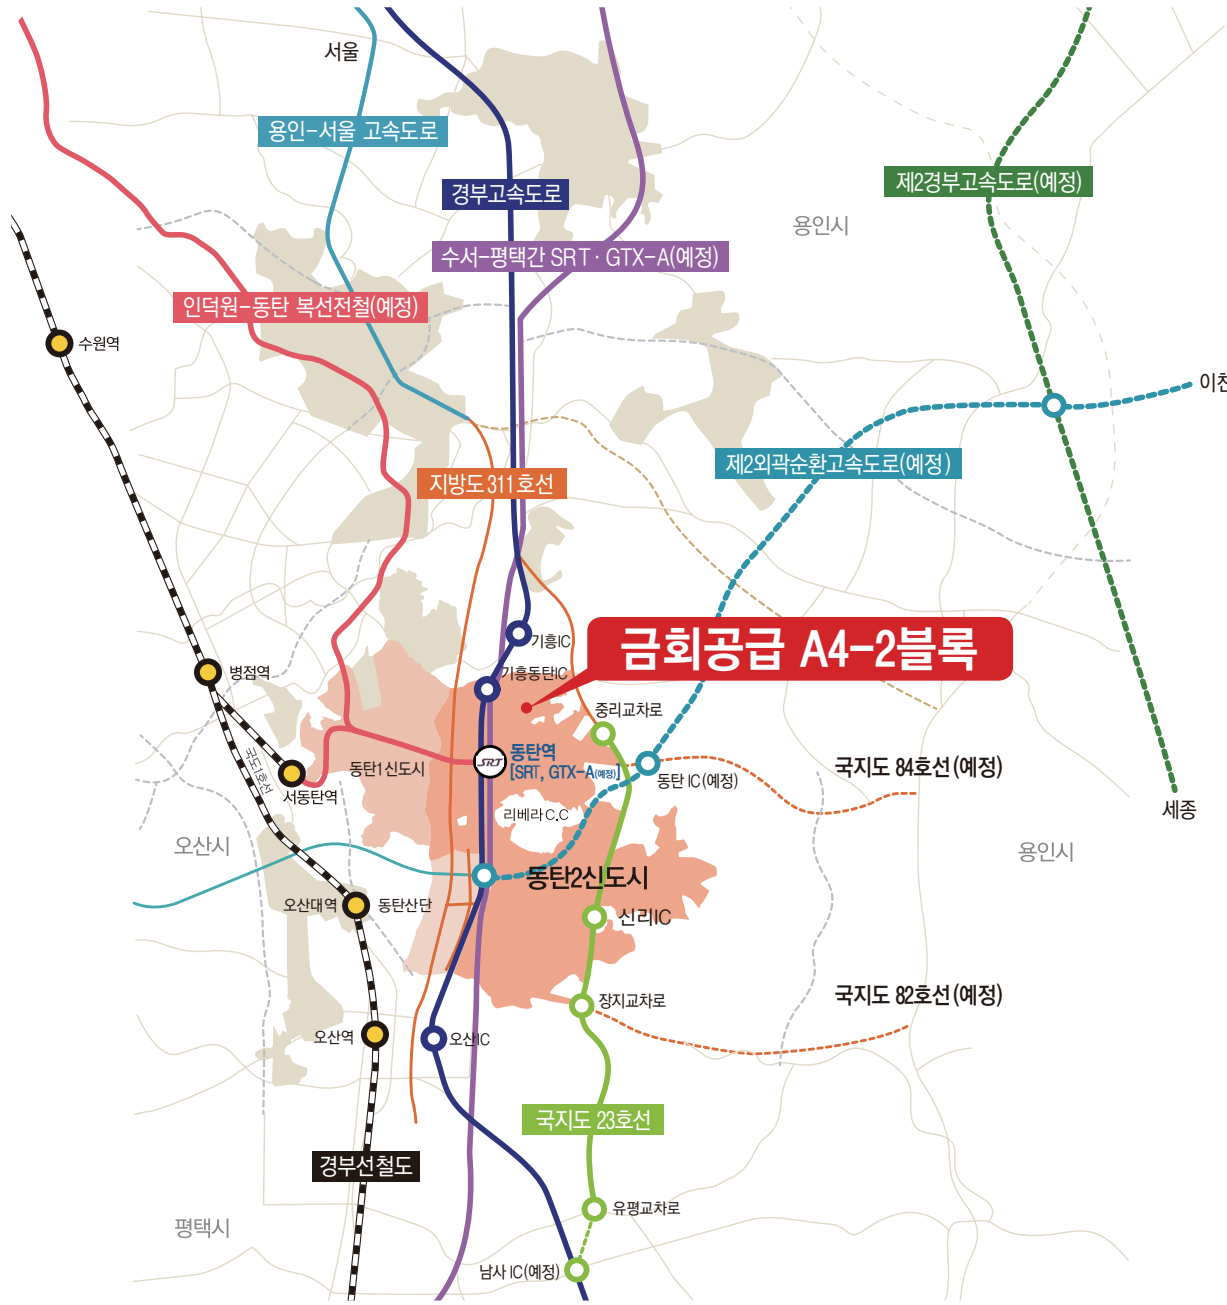 서울
용인-서울 고속도로
경부고속도로
제2경부고속도로(예정)
용인시
수서-평택간 SRT · GTX-A(예정)
인덕원-동탄 복선전철(예정)
수원역
이천
제2외곽순환고속도로(예정)
지방도 311호선
기흥IC
금회공급 A4-2블록
병점역
기흥동탄IC
중리교차로
동탄역
[SRT, GTX-A(예정)]
SRT
동탄1신도시
국도1호선
서동탄역
동탄 IC(예정)
국지도 84호선(예정)
세종
리베라C.C
오산시
용인시
동탄2신도시
오산대역
동탄산단
신리IC
장지교차로
국지도 82호선(예정)
오산역
오산IC
국지도 23호선
경부선철도
유평교차로
평택시
남사 IC(예정)